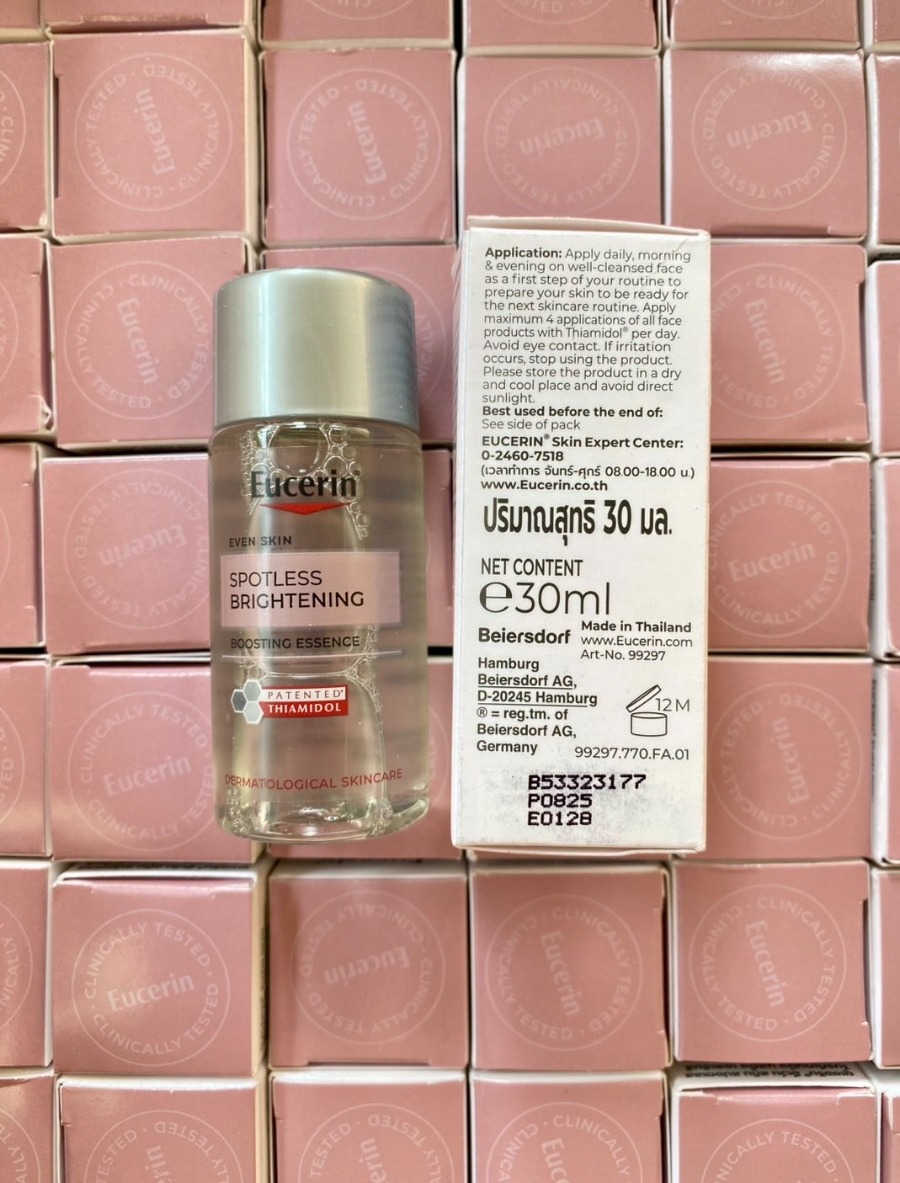 Eucerin
EVEN SKIN
SPOTLESS
BRIGHTENING
BOOSTING ESSENCE
PATENTED*
THIAMIDOL
DERMATOLOGICAL SKINCARE
Application: Apply daily, morning
& evening on well-cleansed face
as a first step of your routine to
prepare your skin to be ready for
the next skincare routine. Apply
maximum 4 applications of all face
products with Thiamidol® per day.
Avoid eye contact. If irritation
occurs, stop using the product.
Please store the product in a dry
and cool place and avoid direct
sunlight.
Best used before the end of:
See side of pack
EUCERIN® Skin Expert Center:
0-2460-7518
(เวลาทำการ จันทร์-ศุกร์ 08.00-18.00 น.)
www.Eucerin.co.th
ปริมาณสุทธิ 30 มล.
NET CONTENT
℮30ml
Beiersdorf
Made in Thailand
www.Eucerin.com
Art-No. 99297
Hamburg
Beiersdorf AG,
D-20245 Hamburg
® = reg.tm. of
Beiersdorf AG,
Germany
12M
99297.770.FA.01
B53323177
P0825
E0128
CLINICALLY TESTED · CLINICALLY TESTED ·
Eucerin